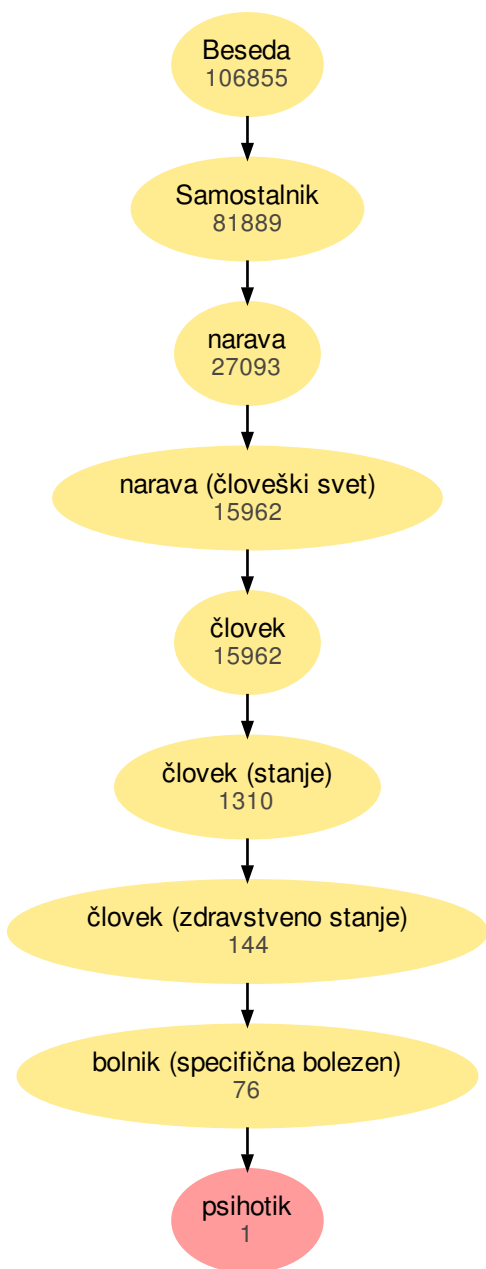 Beseda
106855
Samostalnik
81889
narava
27093
narava (človeški svet)
15962
človek
15962
človek (stanje)
1310
človek (zdravstveno stanje)
144
bolnik (specifična bolezen)
76
psihotik
1